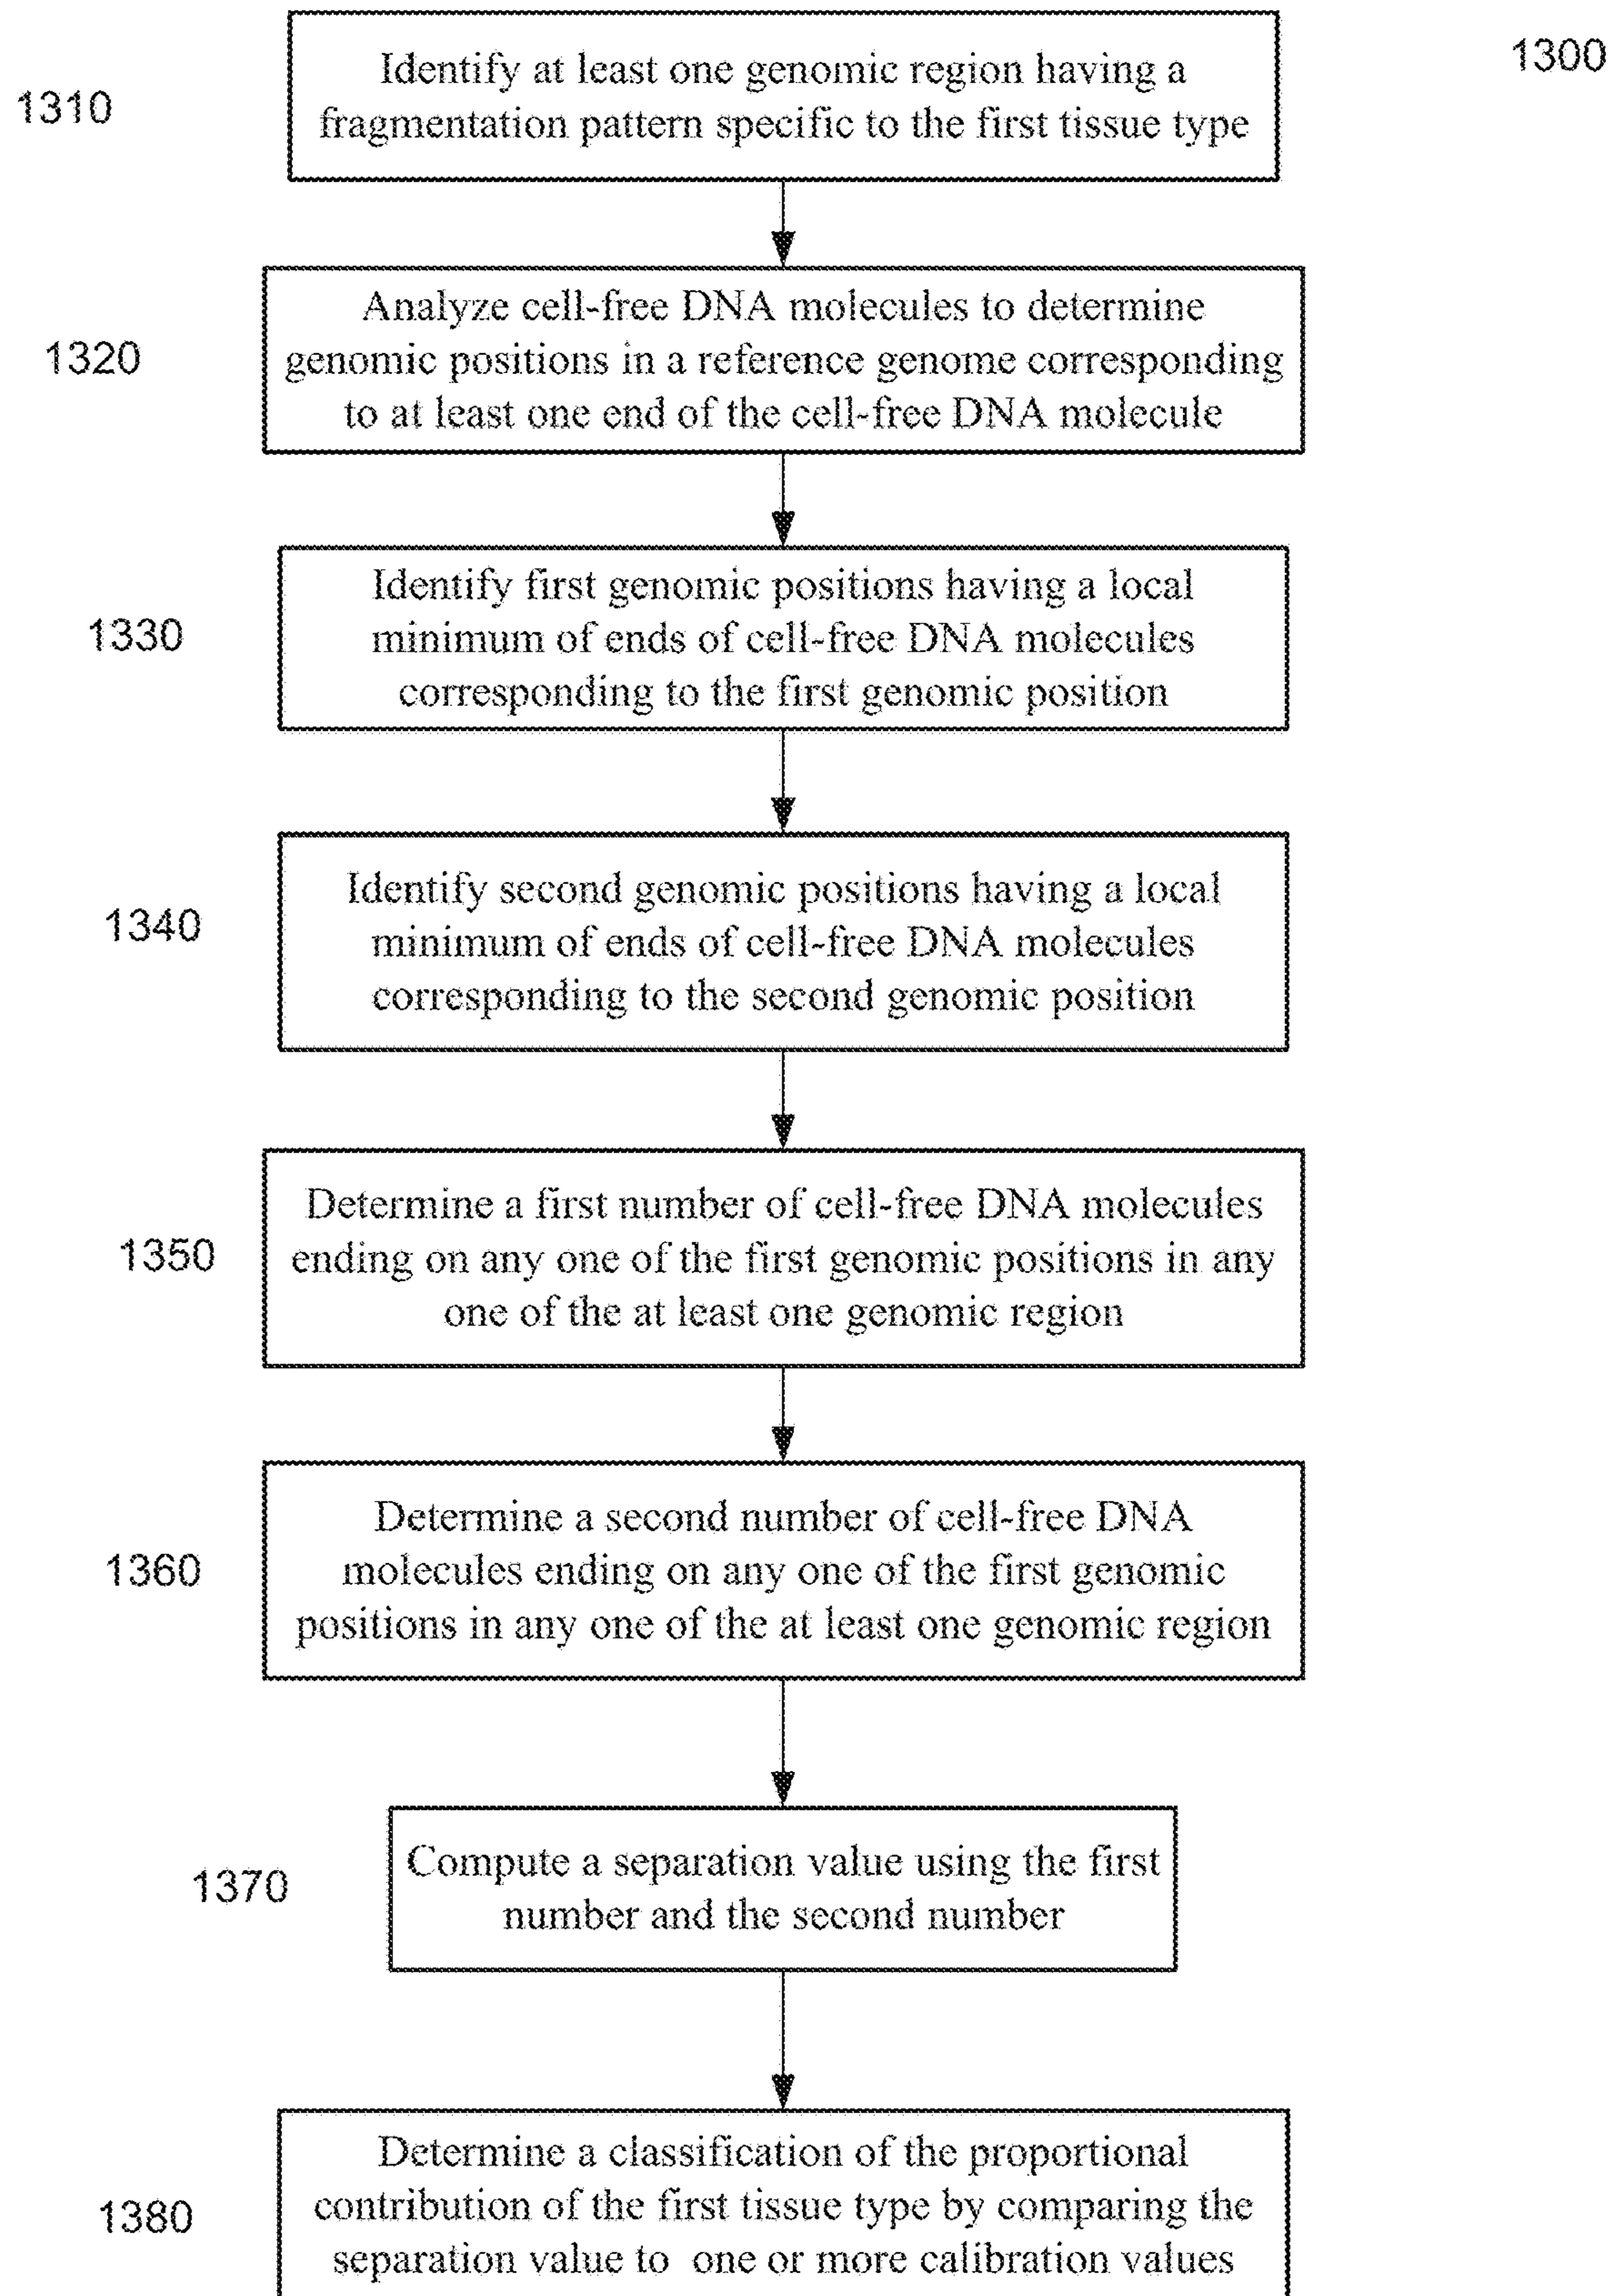 1300
1310
Identify at least one genomic region having a
fragmentation pattern specific to the first tissue type
1320
Analyze cell-free DNA molecules to determine
genomic positions in a reference genome corresponding
to at least one end of the cell-free DNA molecule
1330
Identify first genomic positions having a local
minimum of ends of cell-free DNA molecules
corresponding to the first genomic position
1340
Identify second genomic positions having a local
minimum of ends of cell-free DNA molecules
corresponding to the second genomic position
1350
Determine a first number of cell-free DNA molecules
ending on any one of the first genomic positions in any
one of the at least one genomic region
1360
Determine a second number of cell-free DNA
molecules ending on any one of the first genomic
positions in any one of the at least one genomic region
1370
Compute a separation value using the first
number and the second number
1380
Determine a classification of the proportional
contribution of the first tissue type by comparing the
separation value to one or more calibration values